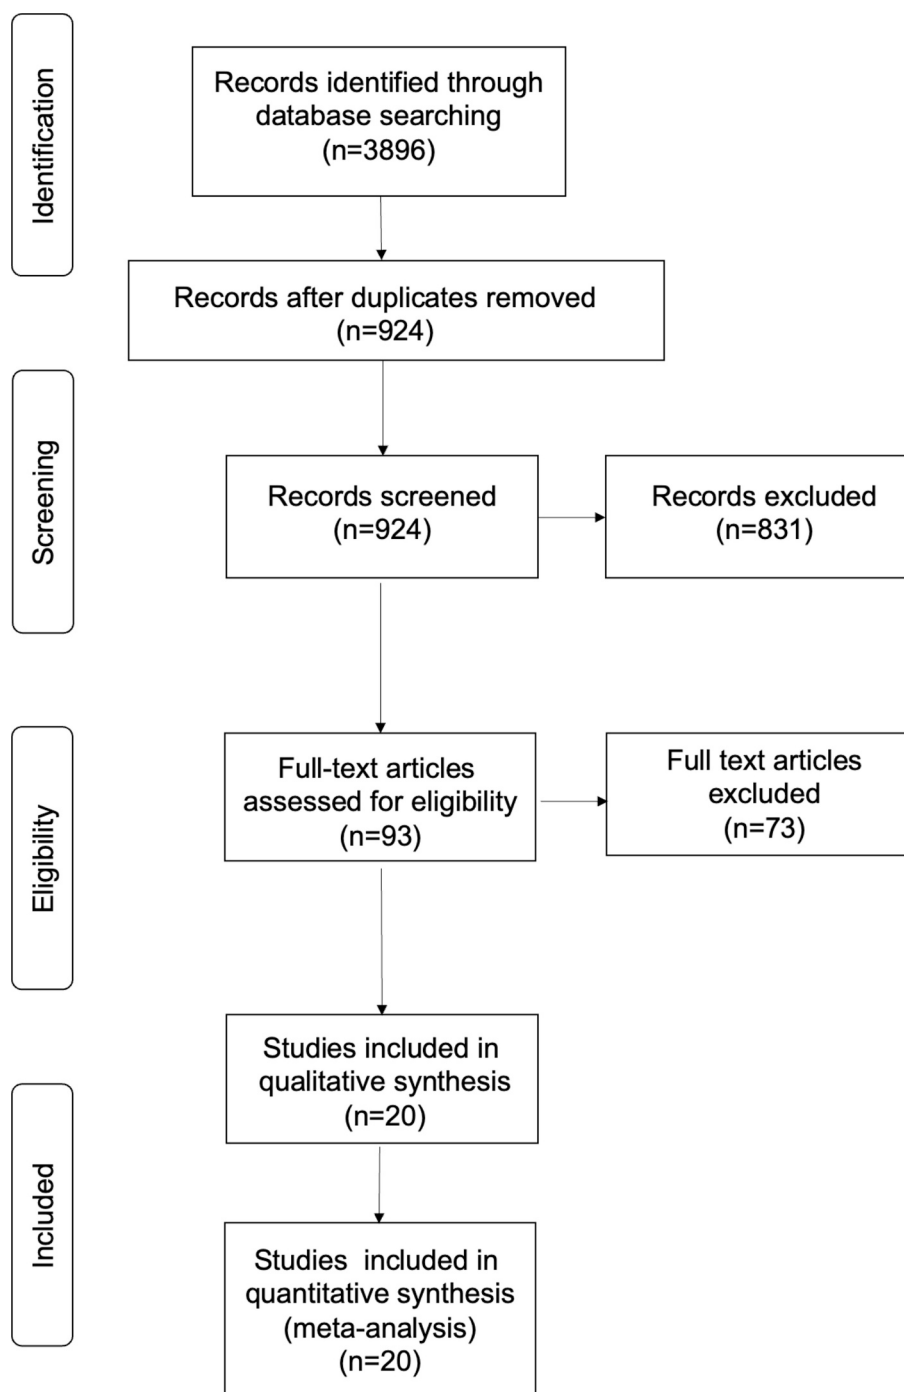 Identification
Records identified through
database searching
(n=3896)
Records after duplicates removed
(n=924)
Screening
Records screened
(n=924)
Records excluded
(n=831)
Eligibility
Full-text articles
assessed for eligibility
(n=93)
Full text articles
excluded
(n=73)
Included
Studies included in
qualitative synthesis
(n=20)
Studies included in
quantitative synthesis
(meta-analysis)
(n=20)